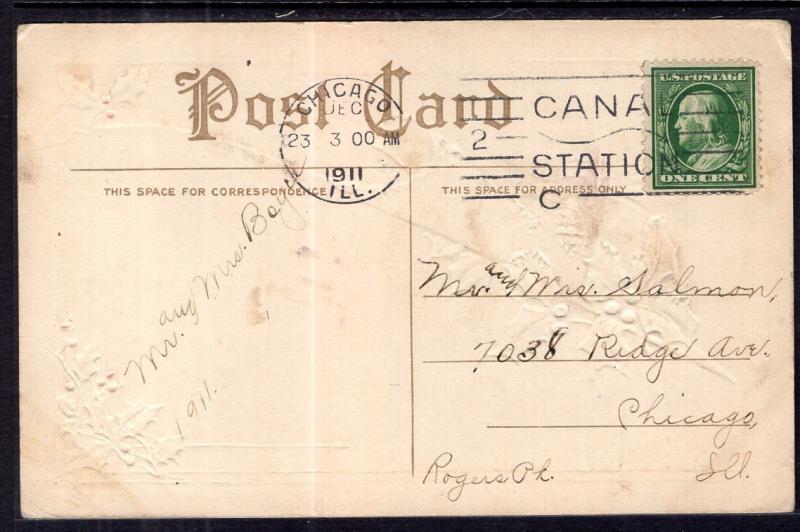 Post Card
CHICAGO
DEC
23 3 00 AM
1911
ILL.
2
CANAL
STATION
C
U.S. POSTAGE
ONE CENT
THIS SPACE FOR CORRESPONDENCE
THIS SPACE FOR ADDRESS ONLY
Mr. and Mrs.
1911.
Mr. and Mrs. Salmon,
7038 Ridge Ave.
Chicago,
Rogers Pk. Ill.